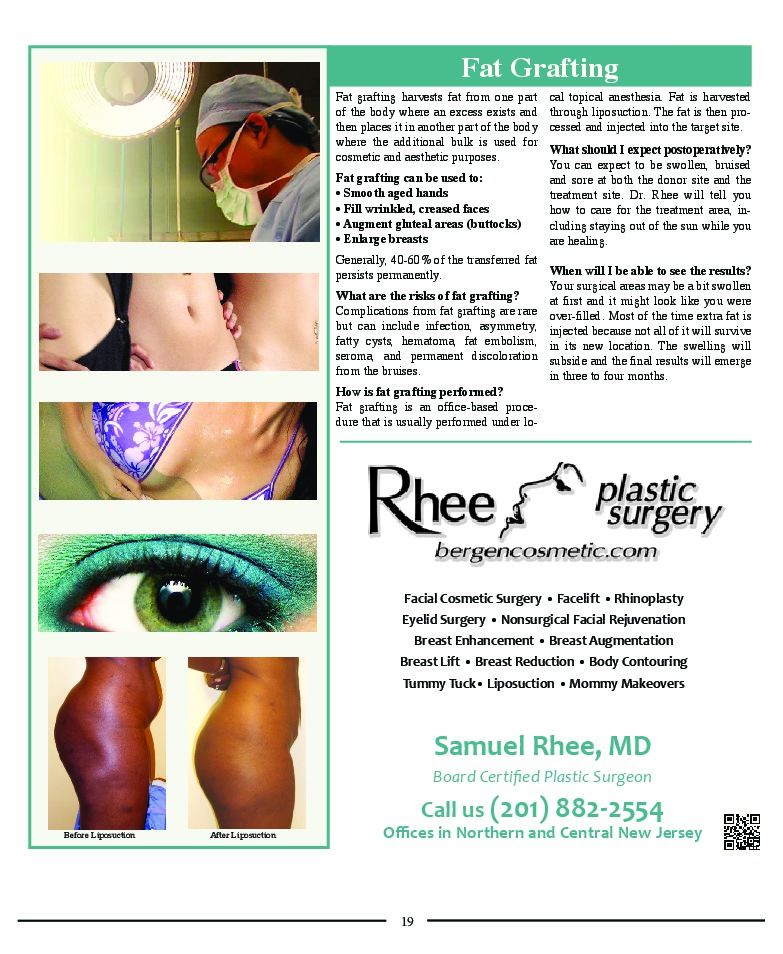 Fat Grafting
Fat grafting harvests fat from one part
of the body where an excess exists and
then places it in another part of the body
where the additional bulk is used for
cosmetic and aesthetic purposes.
Fat grafting can be used to:
• Smooth aged hands
• Fill wrinkled, creased faces
• Augment gluteal areas (buttocks)
• Enlarge breasts
Generally, 40-60% of the transferred fat
persists permanently.
What are the risks of fat grafting?
Complications from fat grafting are rare
but can include infection, asymmetry,
fatty cysts, hematoma, fat embolism,
seroma, and permanent discoloration
from the bruises.
How is fat grafting performed?
Fat grafting is an office-based proce-
dure that is usually performed under lo-
cal topical anesthesia. Fat is harvested
through liposuction. The fat is then pro-
cessed and injected into the target site.
What should I expect postoperatively?
You can expect to be swollen, bruised
and sore at both the donor site and the
treatment site. Dr. Rhee will tell you
how to care for the treatment area, in-
cluding staying out of the sun while you
are healing.
When will I be able to see the results?
Your surgical areas may be a bit swollen
at first and it might look like you were
over-filled. Most of the time extra fat is
injected because not all of it will survive
in its new location. The swelling will
subside and the final results will emerge
in three to four months.
Rhee plastic surgery
bergencosmetic.com
Facial Cosmetic Surgery • Facelift • Rhinoplasty
Eyelid Surgery • Nonsurgical Facial Rejuvenation
Breast Enhancement • Breast Augmentation
Breast Lift • Breast Reduction • Body Contouring
Tummy Tuck • Liposuction • Mommy Makeovers
Samuel Rhee, MD
Board Certified Plastic Surgeon
Call us (201) 882-2554
Offices in Northern and Central New Jersey
Before Liposuction
After Liposuction
19